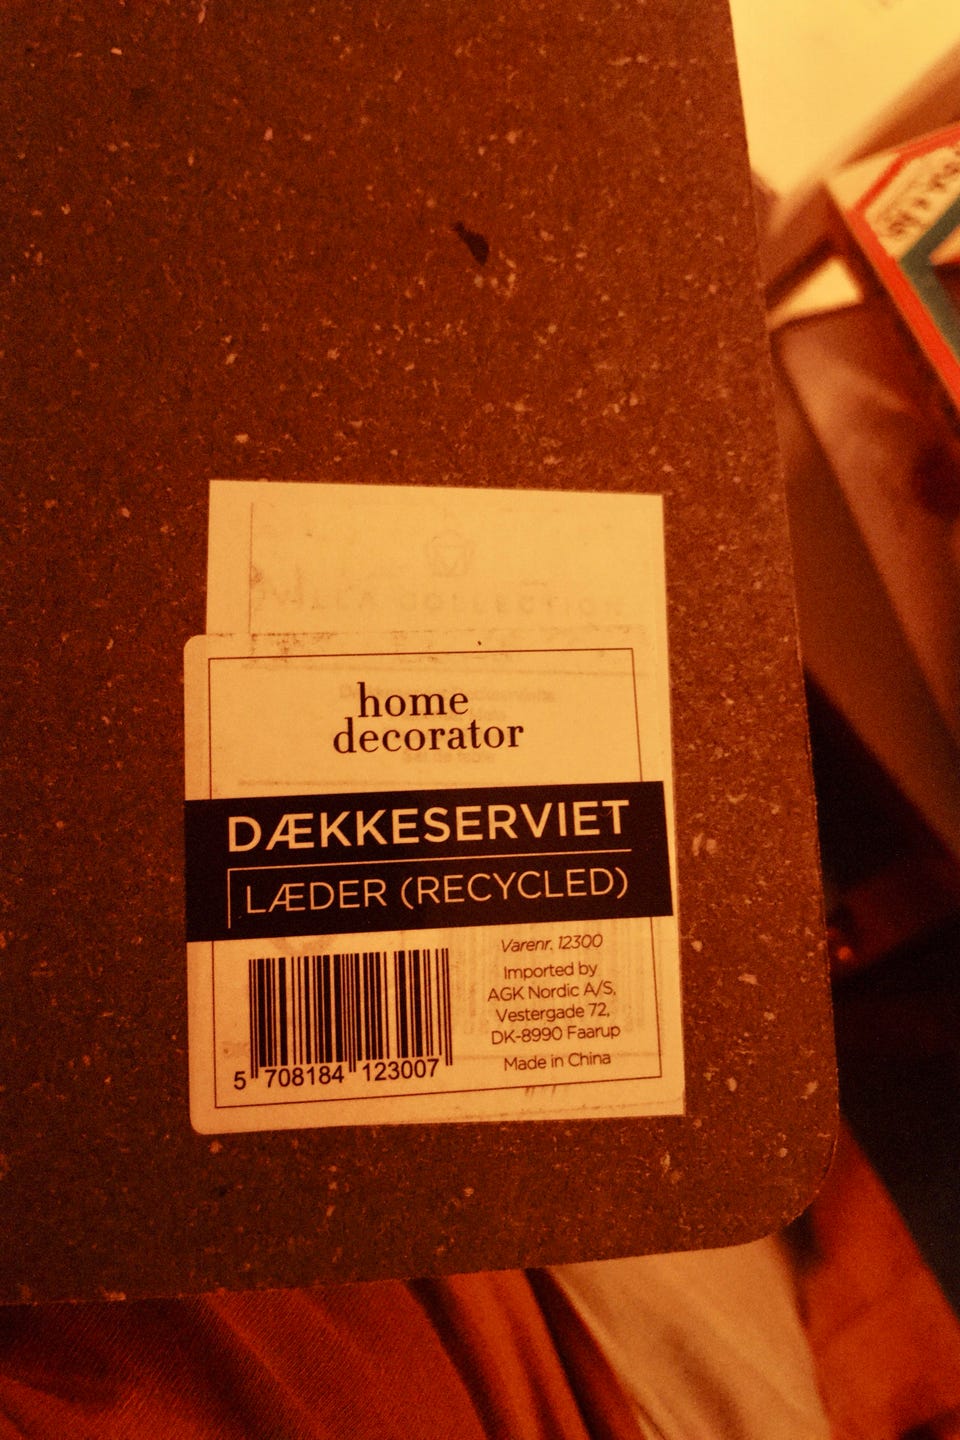 home
decorator
DÆKKESERVIET
LÆDER (RECYCLED)
Varenr. 12300
Imported by
AGK Nordic A/S,
Vestergade 72,
DK-8990 Faarup
Made in China
5 708184 123007